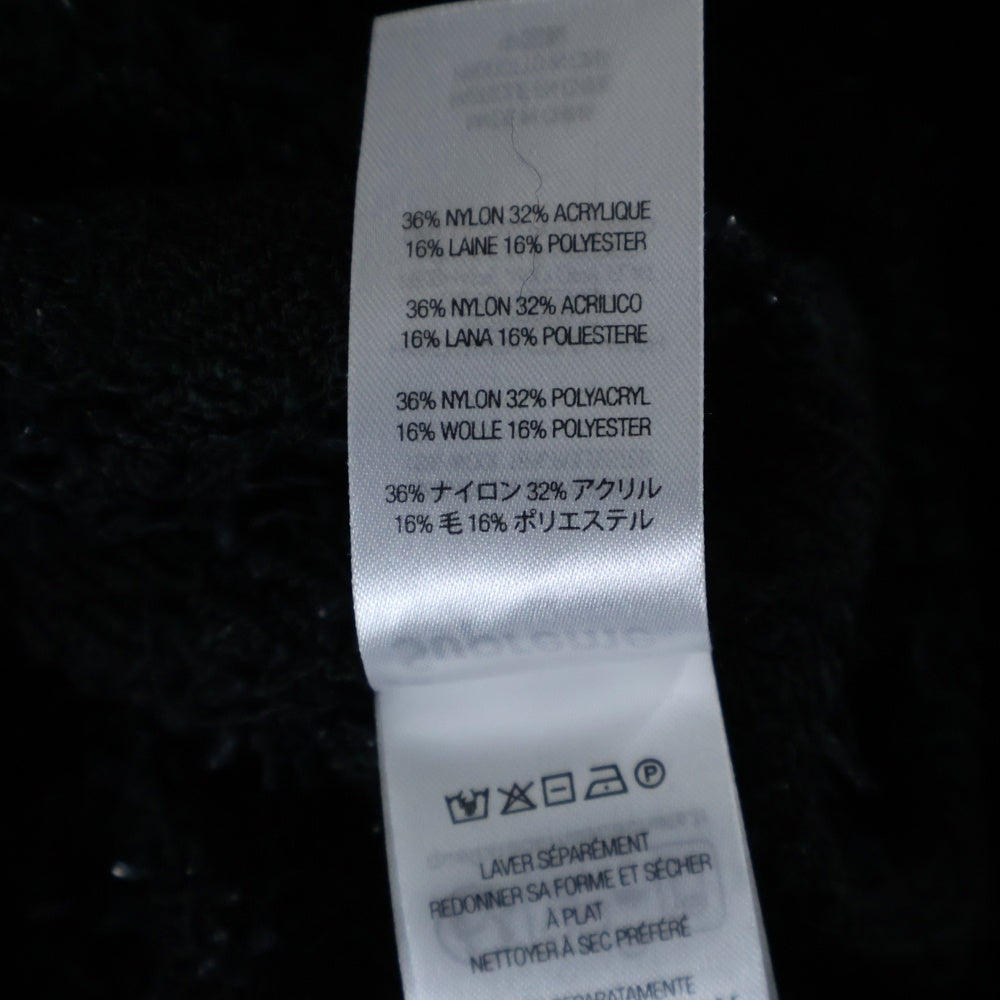 36% NYLON 32% ACRYLIQUE
16% LAINE 16% POLYESTER
36% NYLON 32% ACRILICO
16% LANA 16% POLIESTERE
36% NYLON 32% POLYACRYL
16% WOLLE 16% POLYESTER
36% ナイロン 32% アクリル
16% 毛 16% ポリエステル
P
LAVER SÉPARÉMENT
REDONNER SA FORME ET SÉCHER
À PLAT
NETTOYER À SEC PRÉFÉRÉ